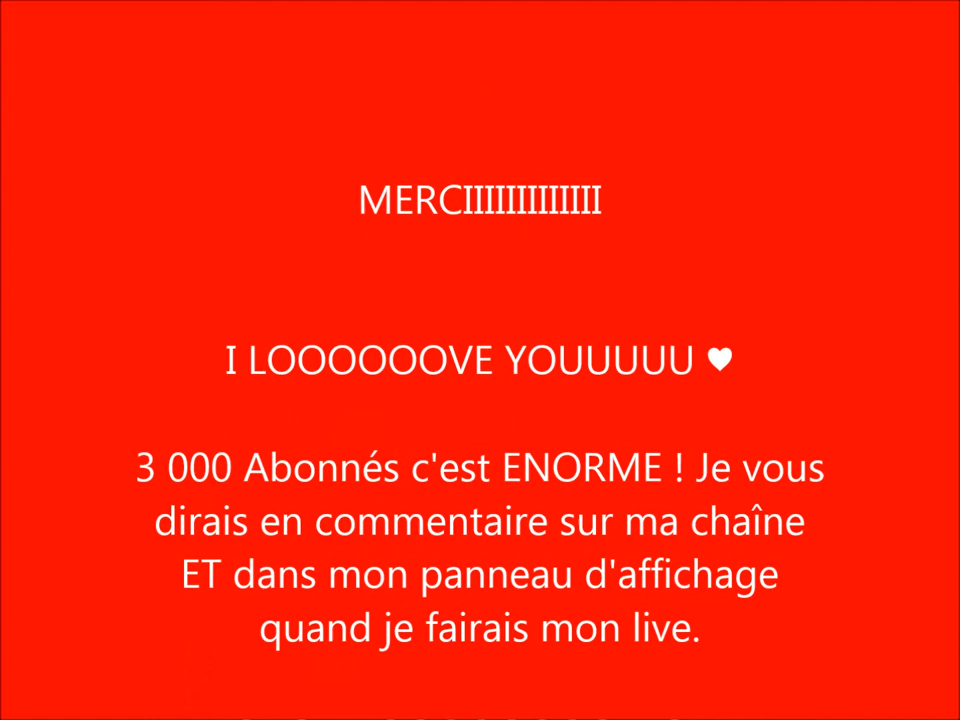 MERCIIIIIIIIIIIII
I LOOOOOOVE YOUUUUU ♥
3 000 Abonnés c'est ENORME ! Je vous
dirais en commentaire sur ma chaîne
ET dans mon panneau d'affichage
quand je fairais mon live.